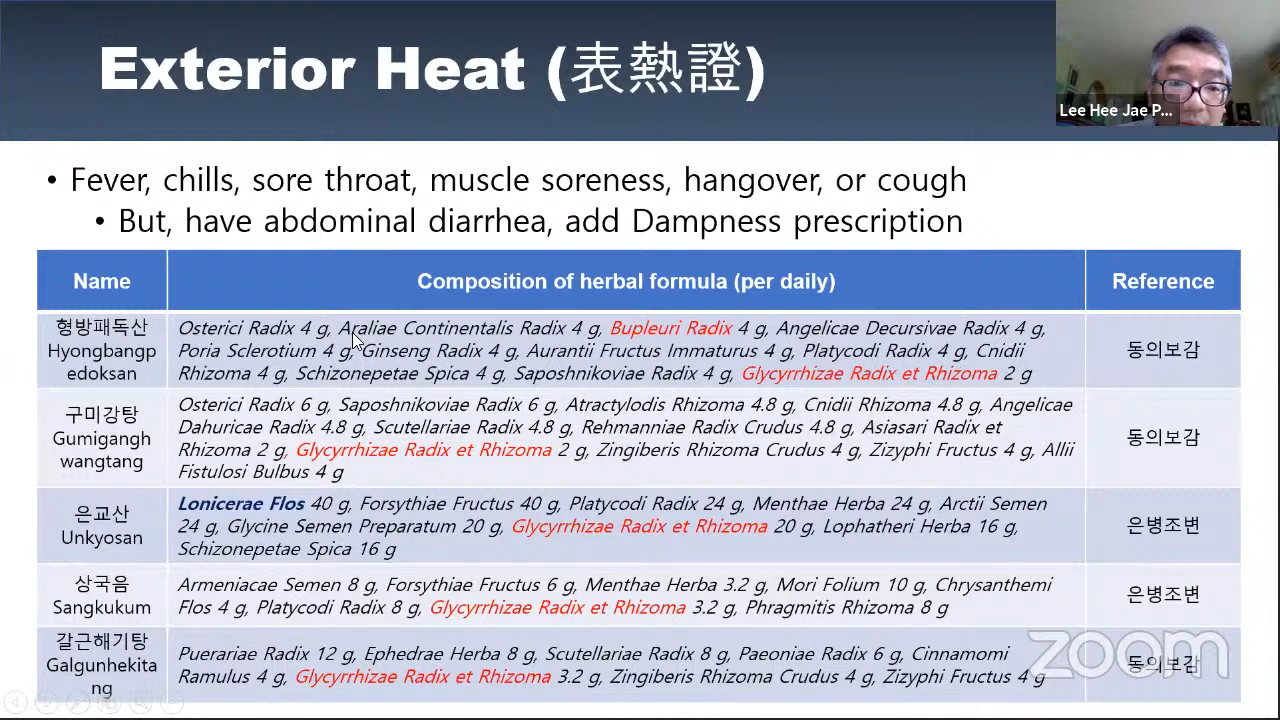 Exterior Heat (表熱證)
Lee Hee Jae P...
• Fever, chills, sore throat, muscle soreness, hangover, or cough
• But, have abdominal diarrhea, add Dampness prescription
Name
Composition of herbal formula (per daily)
Reference
형방패독산
Hyongbangp
edoksan
Osterici Radix 4 g, Araliae Continentalis Radix 4 g, Bupleuri Radix 4 g, Angelicae Decursivae Radix 4 g,
Poria Sclerotium 4 g, Ginseng Radix 4 g, Aurantii Fructus Immaturus 4 g, Platycodi Radix 4 g, Cnidii
Rhizoma 4 g, Schizonepetae Spica 4 g, Saposhnikoviae Radix 4 g, Glycyrrhizae Radix et Rhizoma 2 g
동의보감
구미강탕
Gumigangh
wangtang
Osterici Radix 6 g, Saposhnikoviae Radix 6 g, Atractylodis Rhizoma 4.8 g, Cnidii Rhizoma 4.8 g, Angelicae
Dahuricae Radix 4.8 g, Scutellariae Radix 4.8 g, Rehmanniae Radix Crudus 4.8 g, Asiasari Radix et
Rhizoma 2 g, Glycyrrhizae Radix et Rhizoma 2 g, Zingiberis Rhizoma Crudus 4 g, Zizyphi Fructus 4 g, Allii
Fistulosi Bulbus 4 g
동의보감
은교산
Unkyosan
Lonicerae Flos 40 g, Forsythiae Fructus 40 g, Platycodi Radix 24 g, Menthae Herba 24 g, Arctii Semen
24 g, Glycine Semen Preparatum 20 g, Glycyrrhizae Radix et Rhizoma 20 g, Lophatheri Herba 16 g,
Schizonepetae Spica 16 g
은병조변
상국음
Sangkukum
Armeniacae Semen 8 g, Forsythiae Fructus 6 g, Menthae Herba 3.2 g, Mori Folium 10 g, Chrysanthemi
Flos 4 g, Platycodi Radix 8 g, Glycyrrhizae Radix et Rhizoma 3.2 g, Phragmitis Rhizoma 8 g
은병조변
갈근해기탕
Galgunhekita
ng
Puerariae Radix 12 g, Ephedrae Herba 8 g, Scutellariae Radix 8 g, Paeoniae Radix 6 g, Cinnamomi
Ramulus 4 g, Glycyrrhizae Radix et Rhizoma 3.2 g, Zingiberis Rhizoma Crudus 4 g, Zizyphi Fructus 4 g
동의보감
zoom